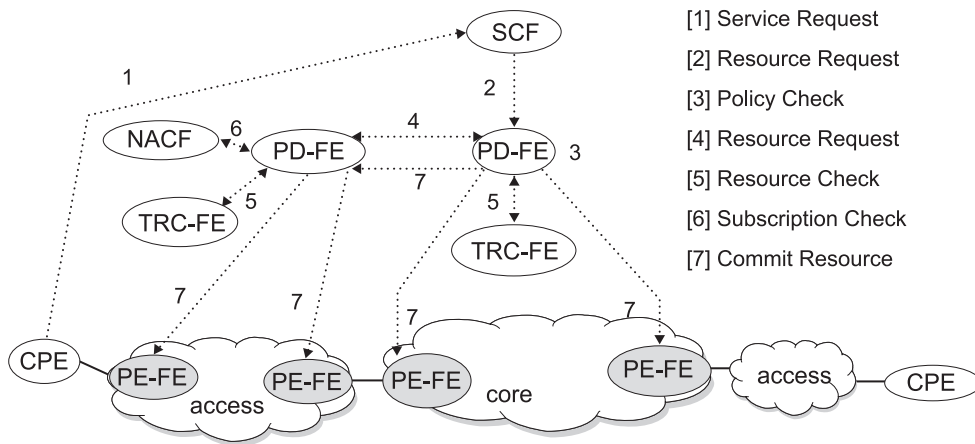 SCF
[1] Service Request
1
2
[2] Resource Request
[3] Policy Check
NACF
6
4
PD-FE
PD-FE
3
[4] Resource Request
7
5
5
[5] Resource Check
TRC-FE
TRC-FE
[6] Subscription Check
[7] Commit Resource
7
7
7
7
CPE
PE-FE
PE-FE
PE-FE
PE-FE
access
core
access
CPE